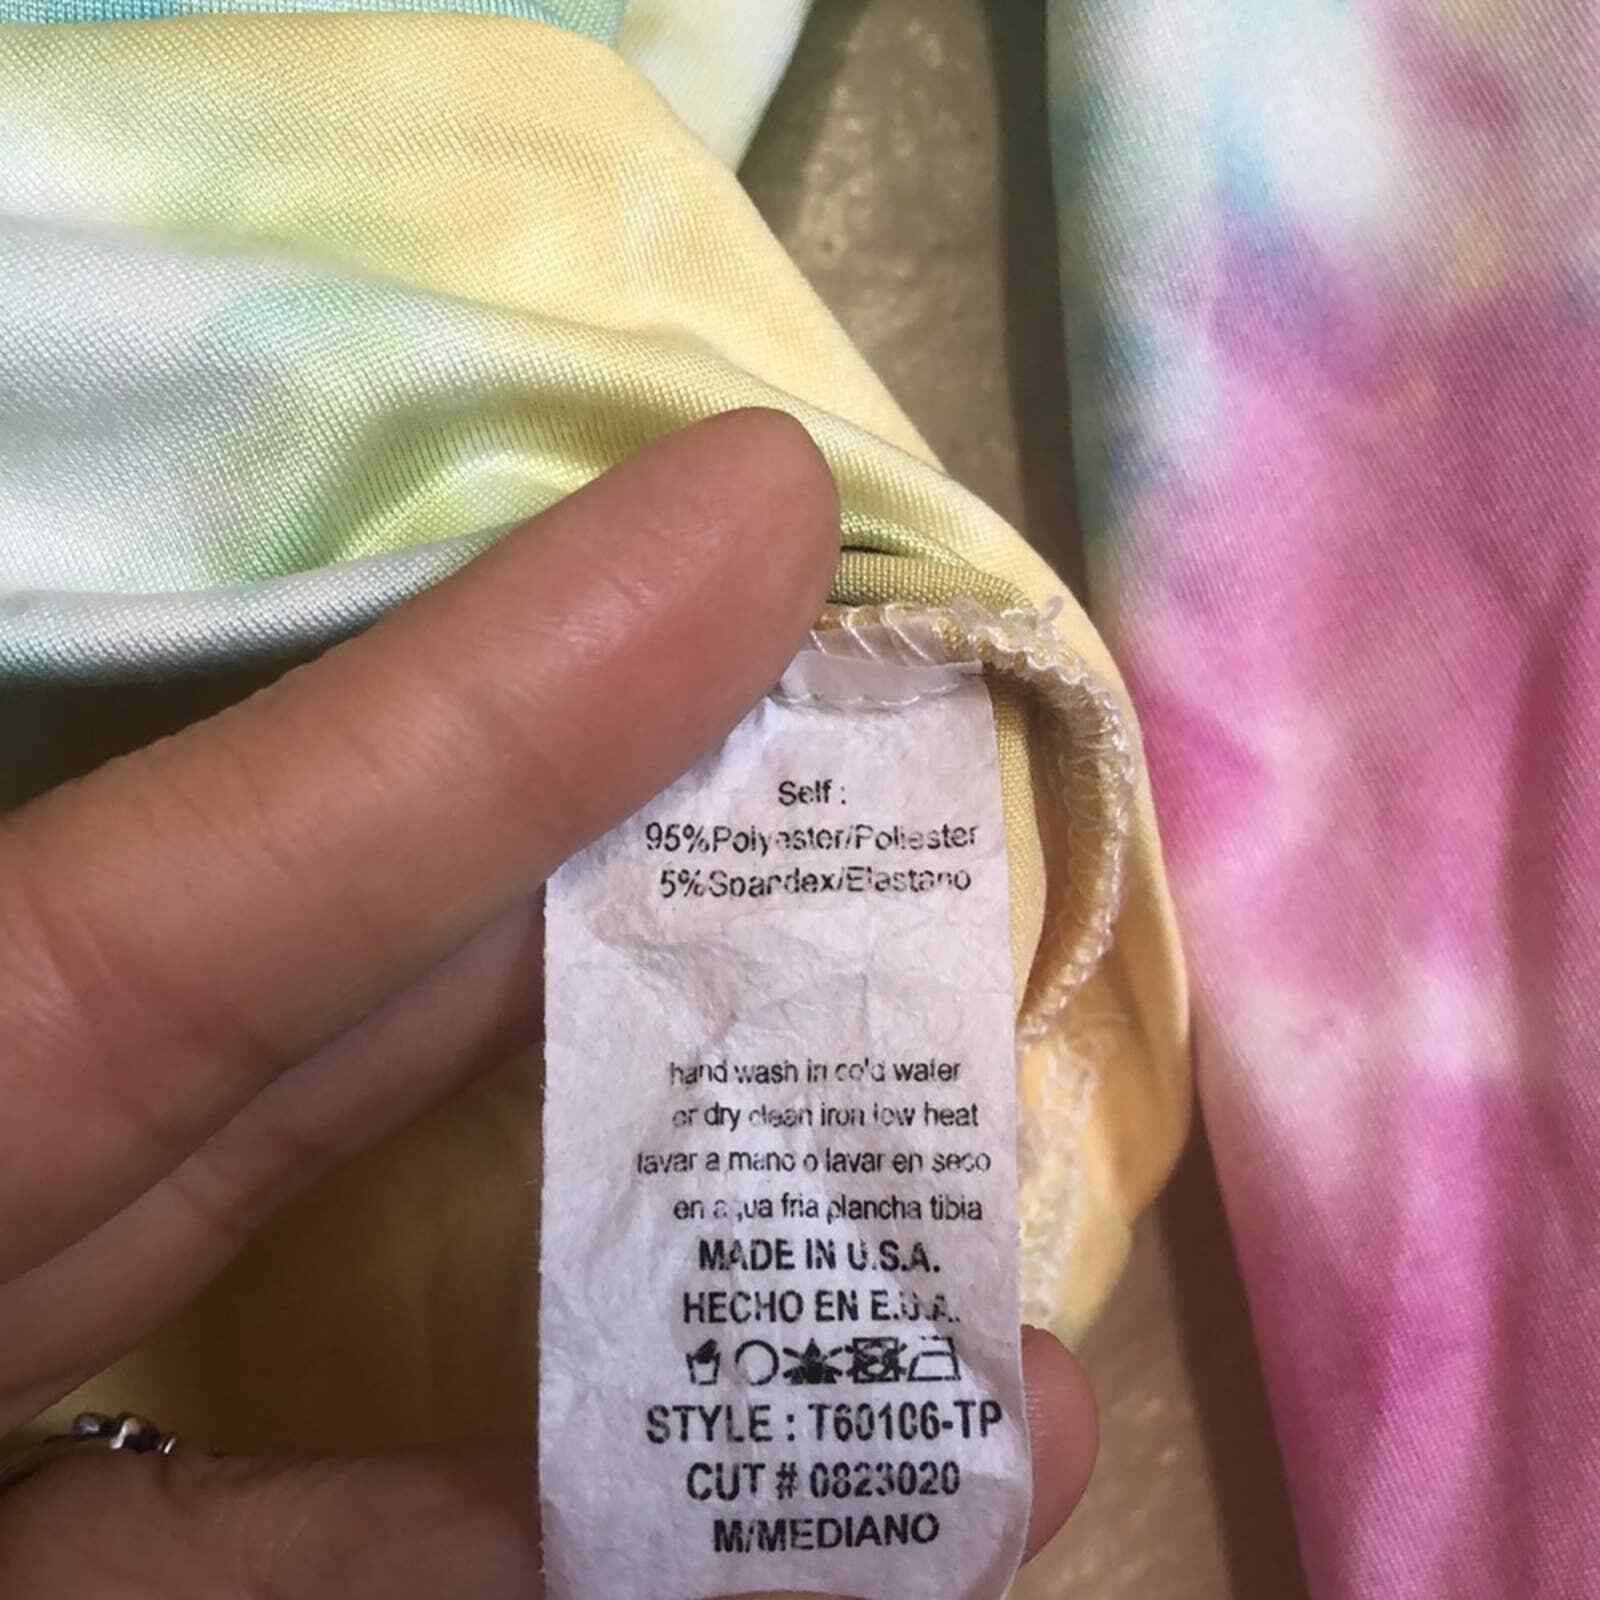 Self :
95%Polyester/Poliester
5%Spandex/Elastano
hand wash in cold water
or dry clean iron low heat
lavar a mano o lavar en seco
en agua fria plancha tibia
MADE IN U.S.A.
HECHO EN E.U.A.
STYLE : T60106-TP
CUT # 0823020
M/MEDIANO